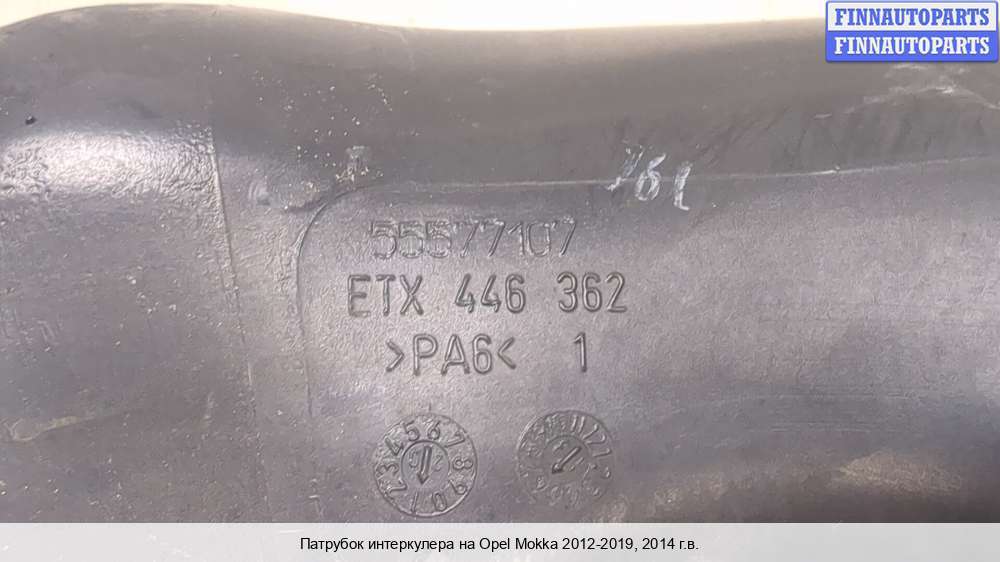 FINNAUTOPARTS
FINNAUTOPARTS
55577107
ETX 446 362
>PA6< 1
Патрубок интеркулера на Opel Mokka 2012-2019, 2014 г.в.